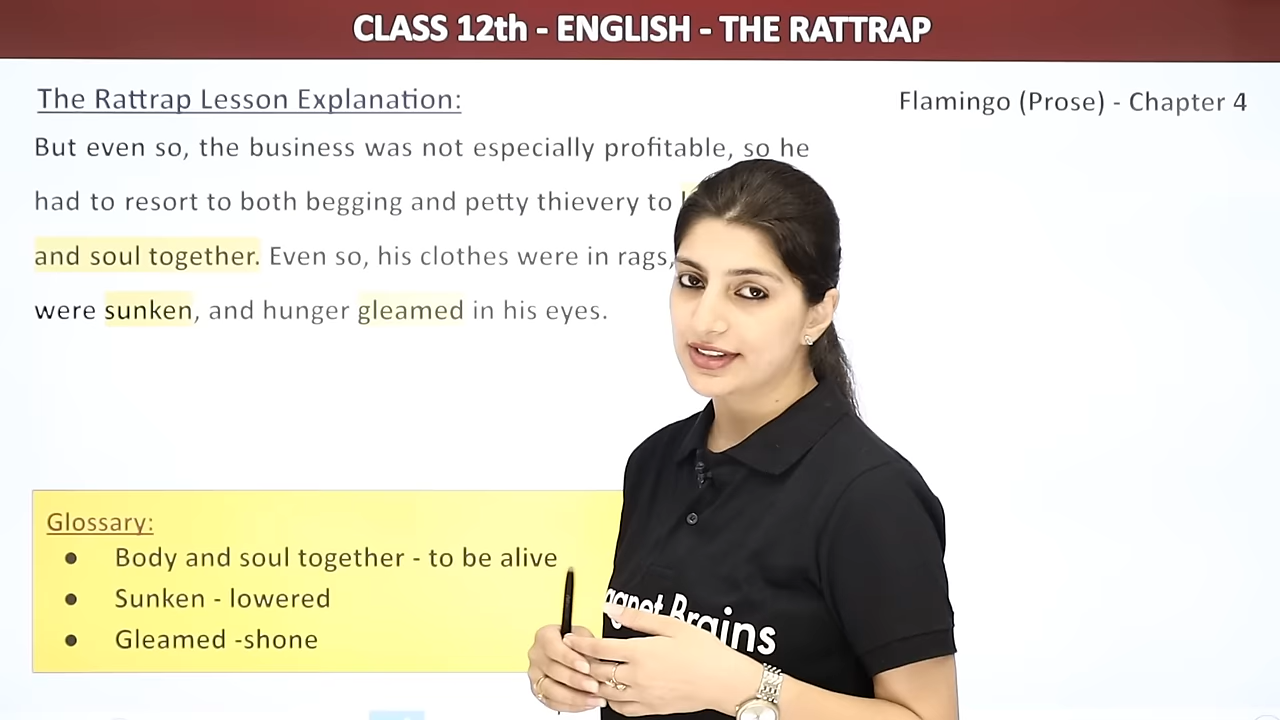 CLASS 12th - ENGLISH - THE RATTRAP
The Rattrap Lesson Explanation:
Flamingo (Prose) - Chapter 4
But even so, the business was not especially profitable, so he
had to resort to both begging and petty thievery to
and soul together. Even so, his clothes were in rags,
were sunken, and hunger gleamed in his eyes.
Glossary:
● Body and soul together - to be alive
● Sunken - lowered
● Gleamed -shone
Brains